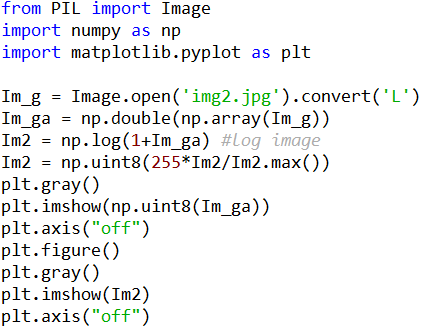 from PIL import Image
import numpy as np
import matplotlib.pyplot as plt
Im_g = Image.open('img2.jpg').convert('L')
Im_ga = np.double(np.array(Im_g))
Im2 = np.log(1+Im_ga) #log image
Im2 = np.uint8(255*Im2/Im2.max())
plt.gray()
plt.imshow(np.uint8(Im_ga))
plt.axis("off")
plt.figure()
plt.gray()
plt.imshow(Im2)
plt.axis("off")